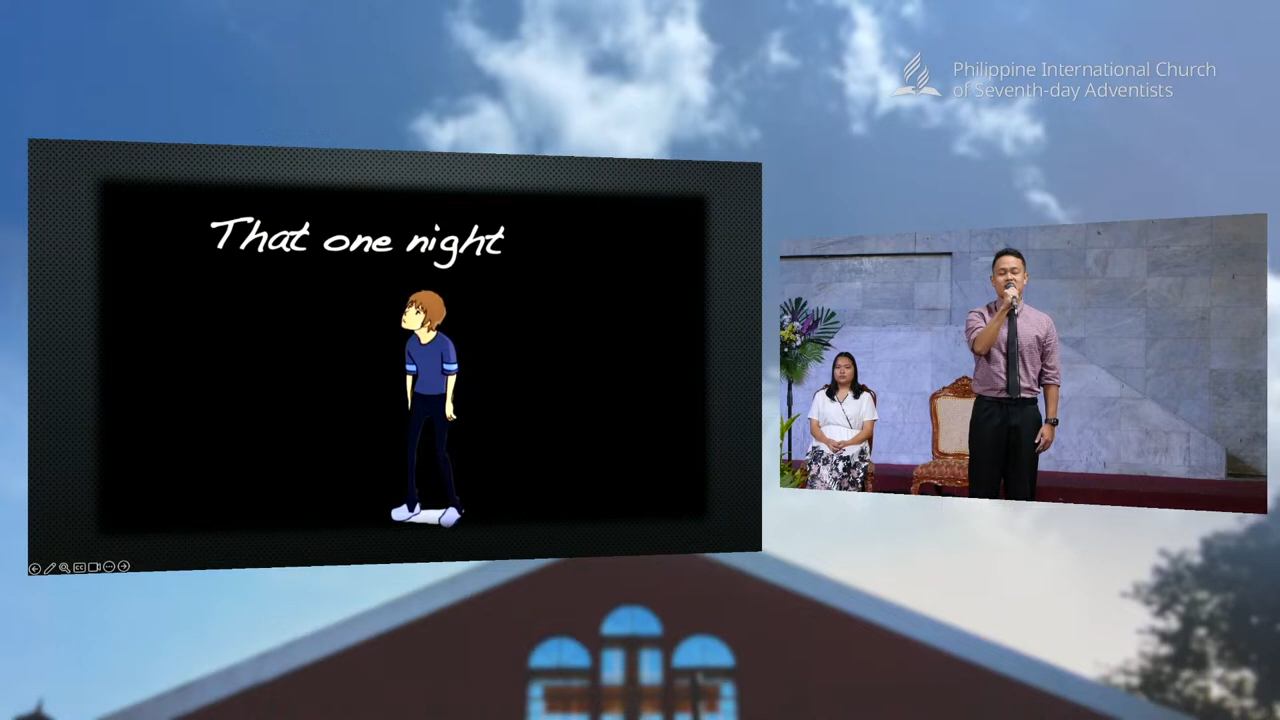 Philippine International Church
of Seventh-day Adventists
That one night